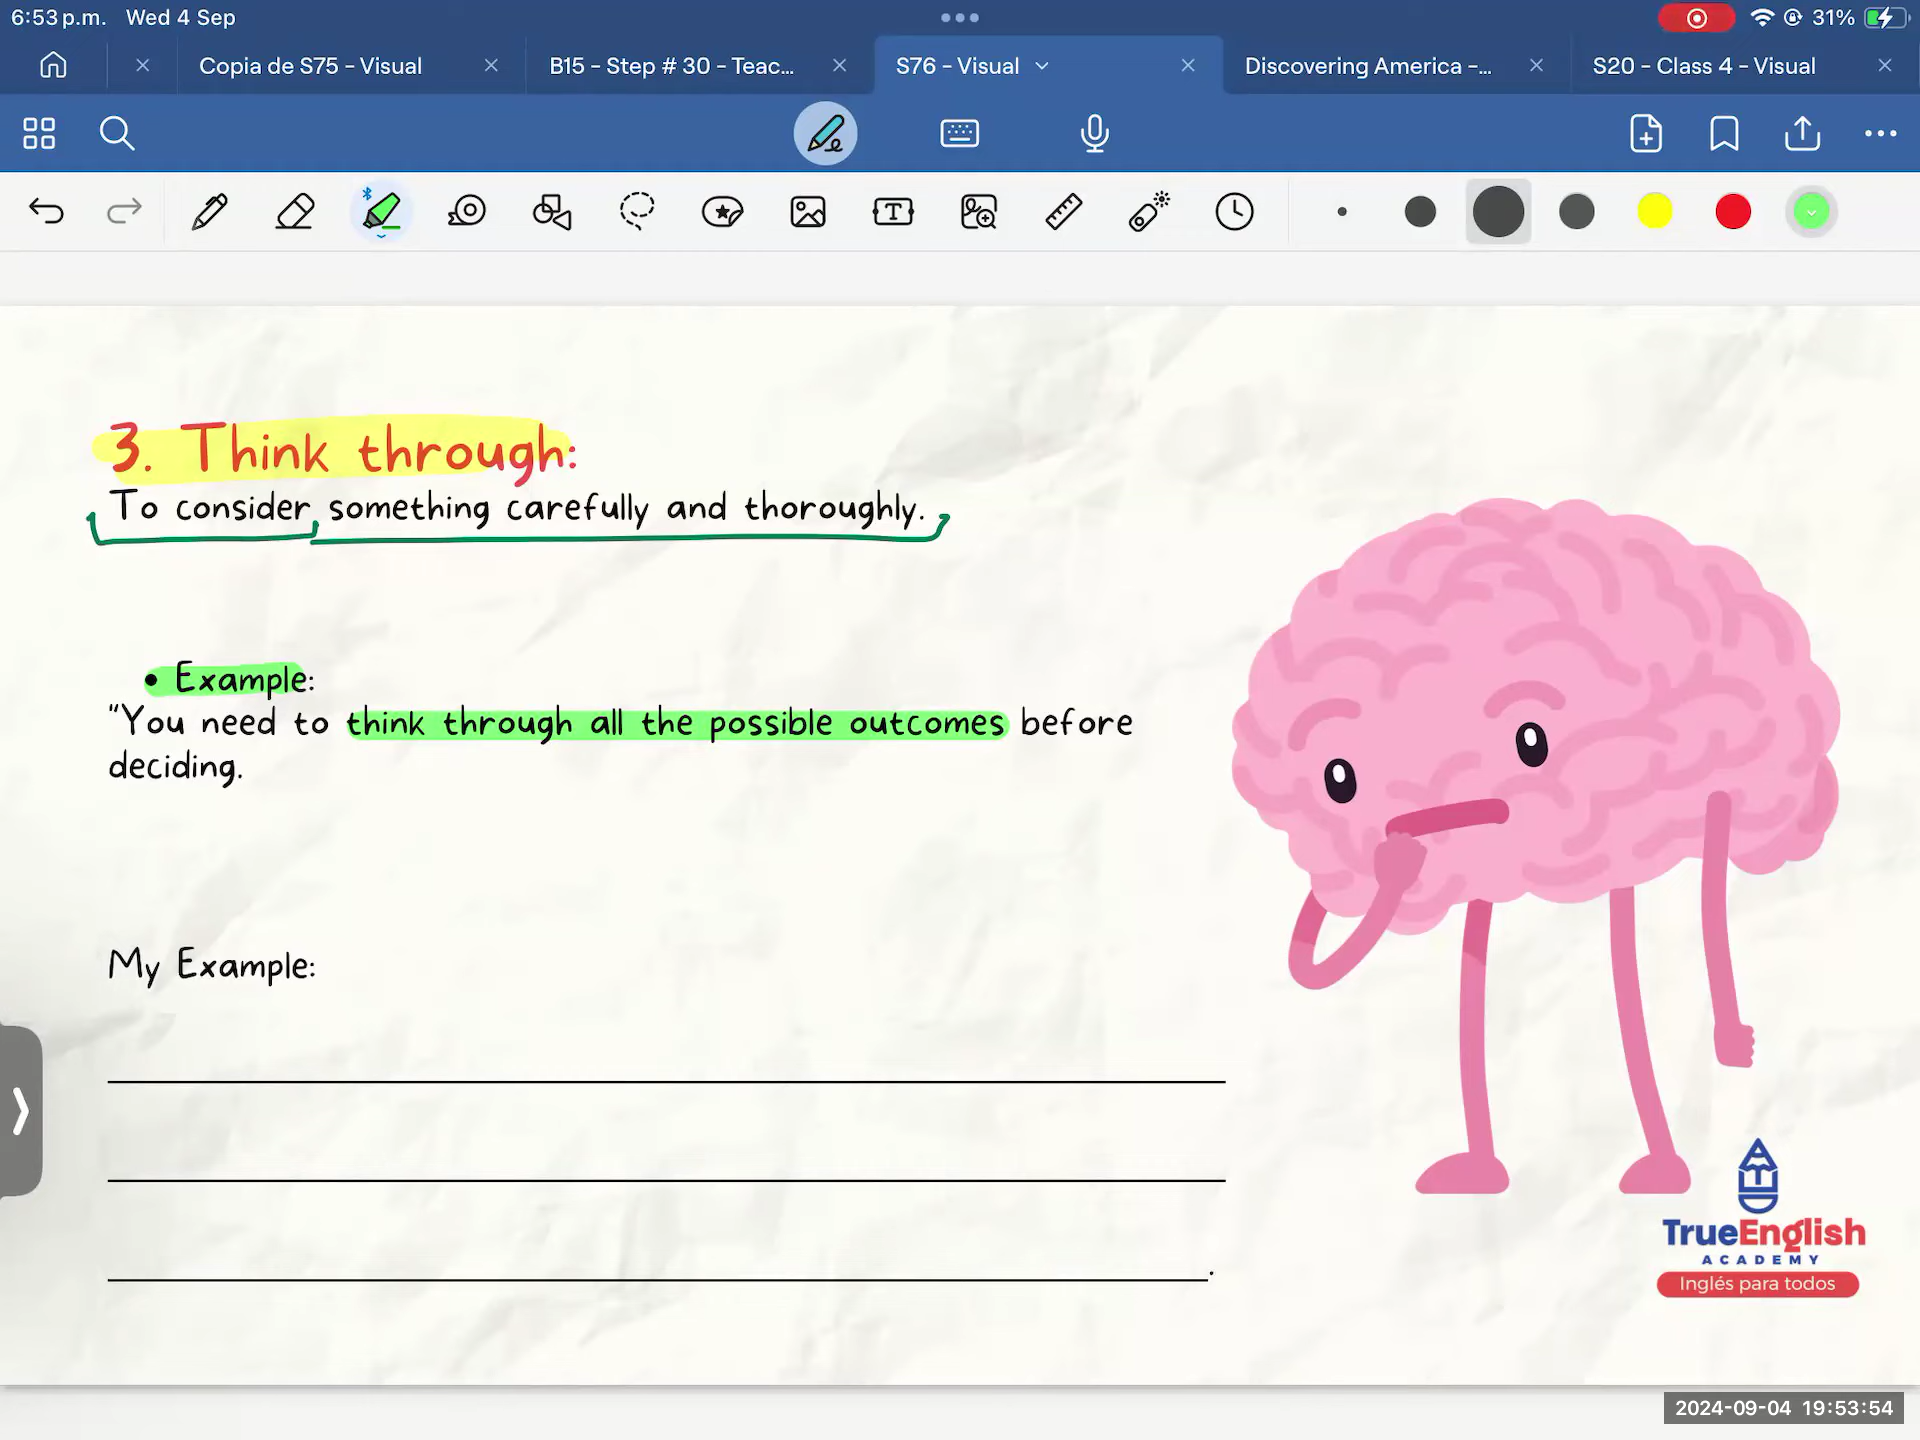 6:53 p.m. Wed 4 Sep
31%
Copia de S75 – Visual
B15 – Step # 30 – Teac...
S76 – Visual
Discovering America –...
S20 – Class 4 – Visual
3. Think through:
To consider something carefully and thoroughly.
• Example:
"You need to think through all the possible outcomes before
deciding.
My Example:
.
TrueEnglish
ACADEMY
Inglés para todos
2024-09-04 19:53:54